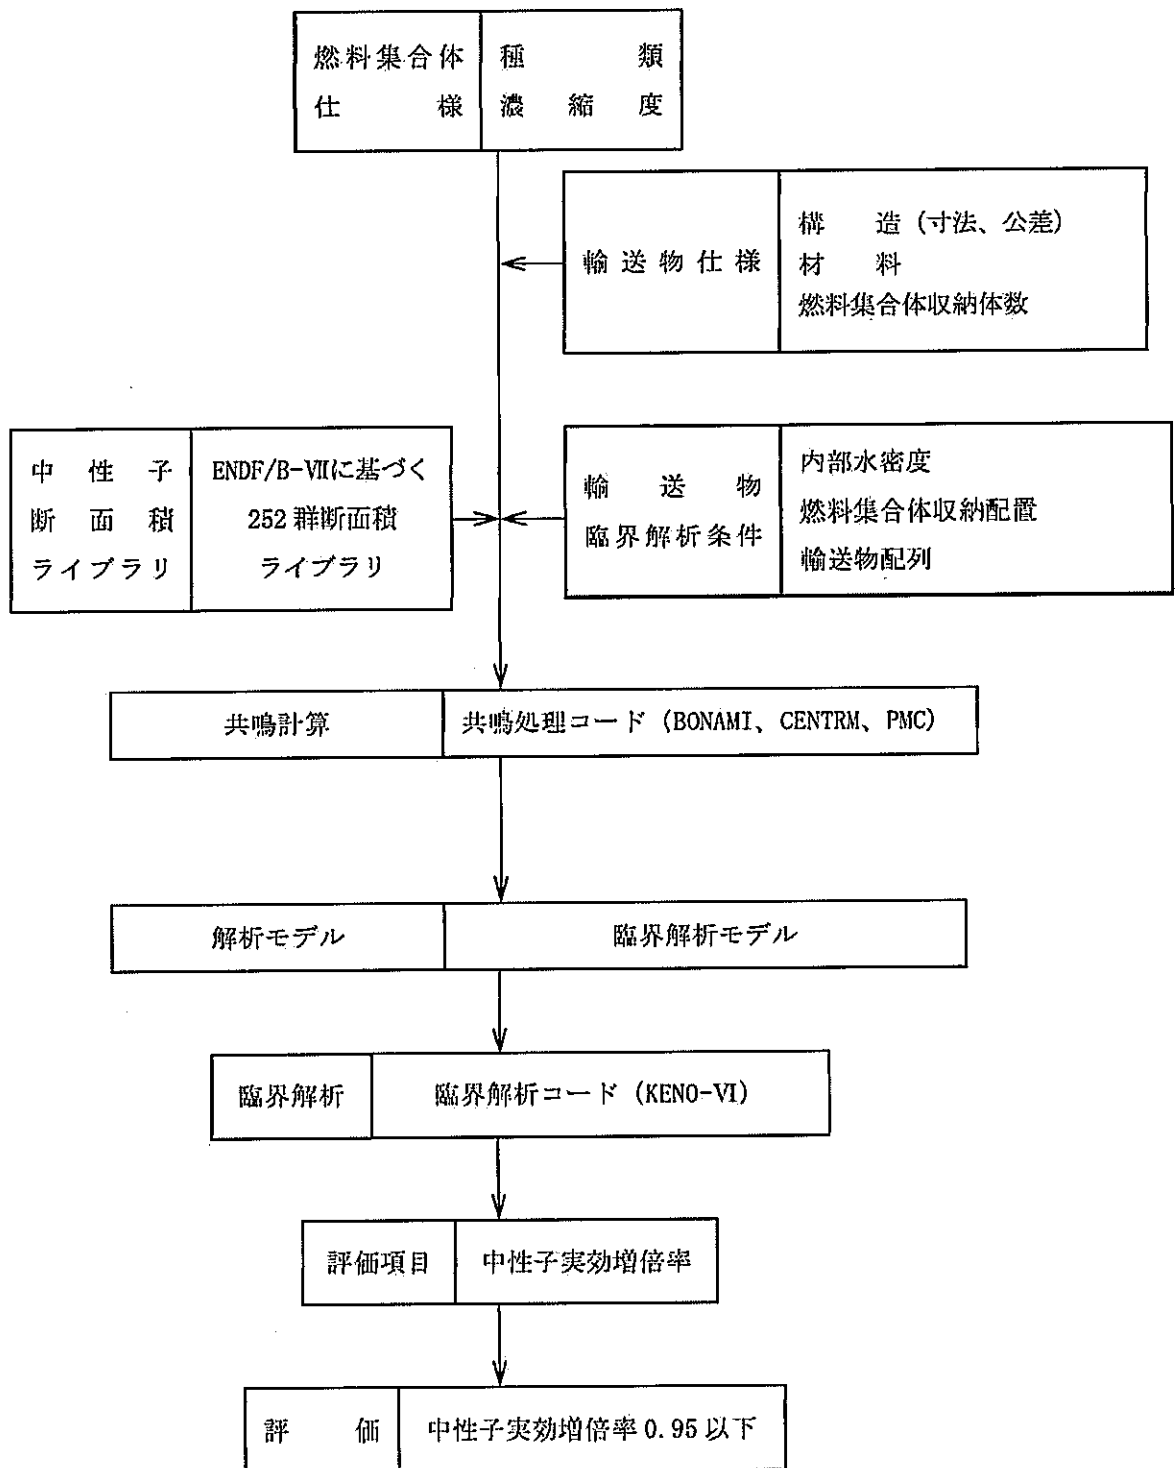 燃料集合体
仕様
種類
濃縮度
輸送物仕様
構造(寸法、公差)
材料
燃料集合体収納体数
中性子
断面積
ライブラリ
ENDF/B-Ⅶに基づく
252群断面積
ライブラリ
輸送物
臨界解析条件
内部水密度
燃料集合体収納配置
輸送物配列
共鳴計算
共鳴処理コード(BONAMI、CENTRM、PMC)
解析モデル
臨界解析モデル
臨界解析
臨界解析コード(KENO-Ⅵ)
評価項目
中性子実効増倍率
評価
中性子実効増倍率0.95以下